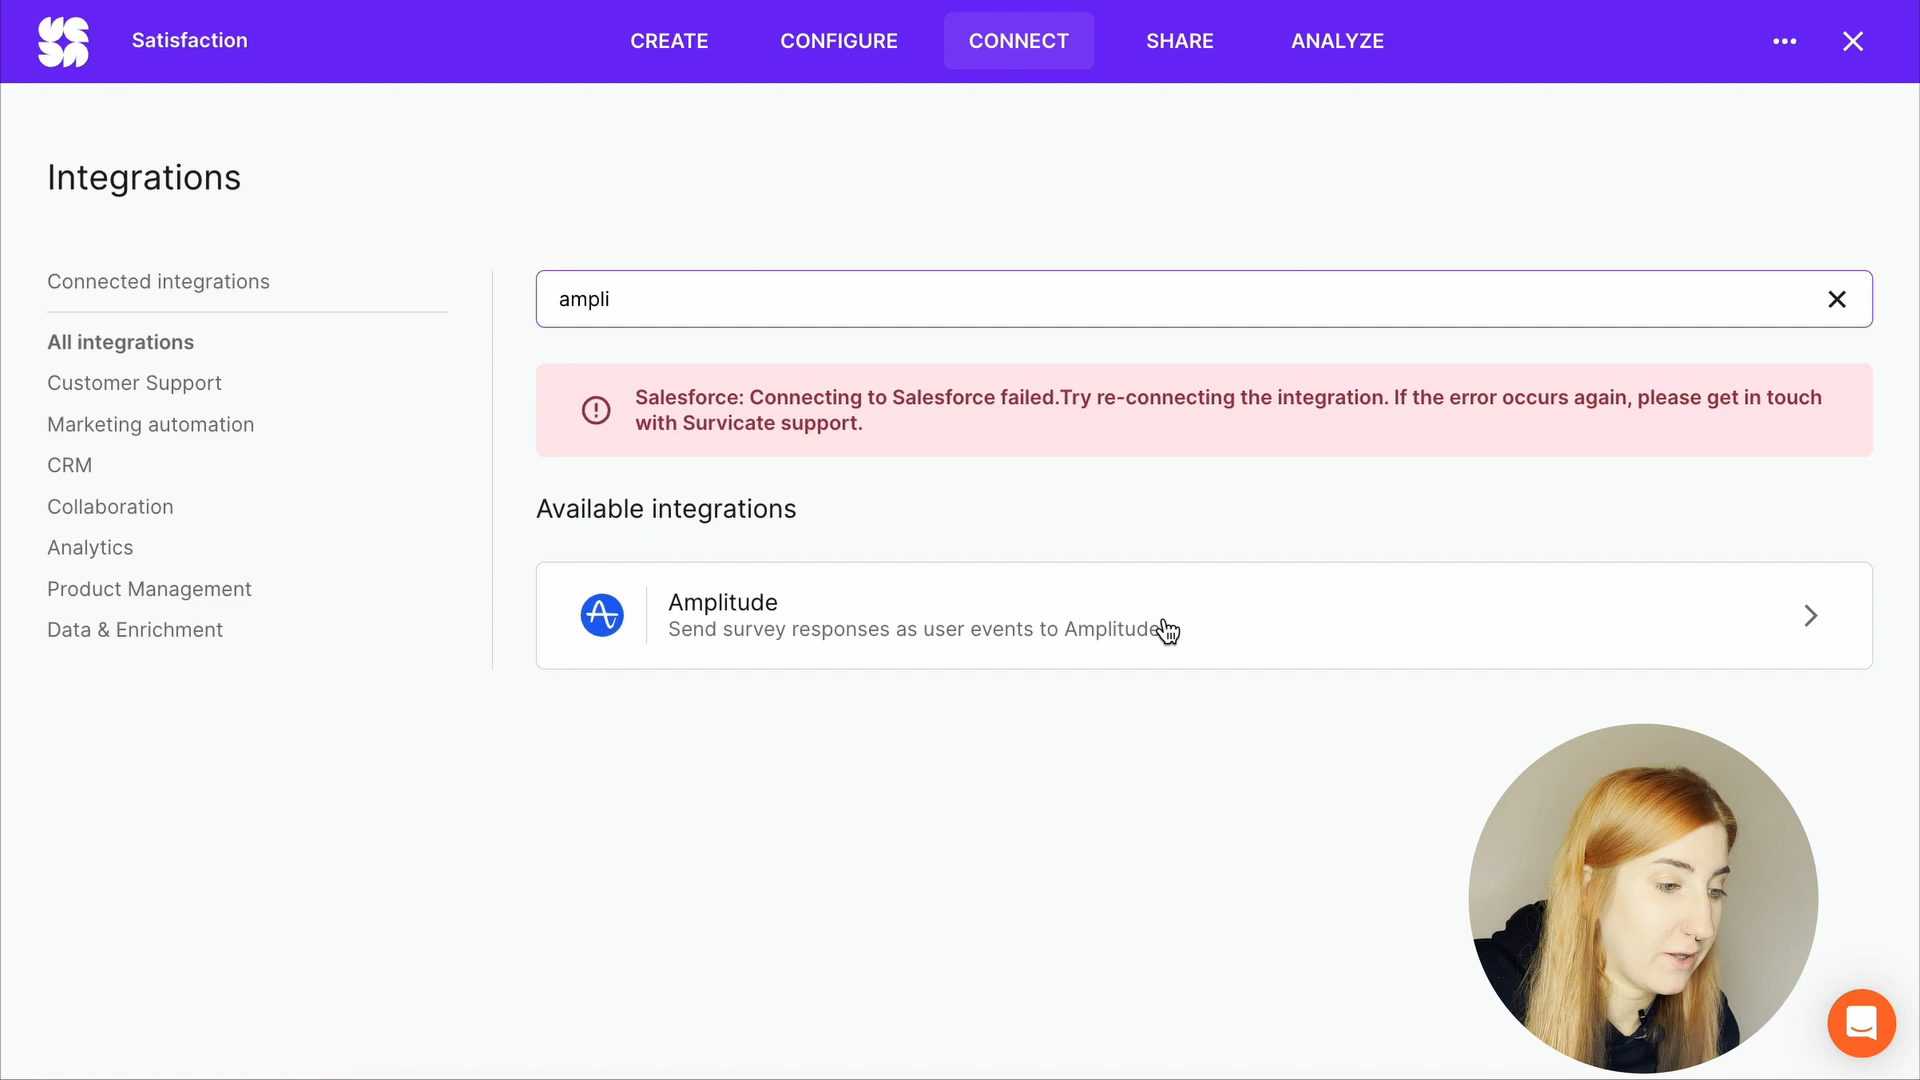 Satisfaction
CREATE
CONFIGURE
CONNECT
SHARE
ANALYZE
Integrations
Connected integrations
All integrations
Customer Support
Marketing automation
CRM
Collaboration
Analytics
Product Management
Data & Enrichment
ampli
Salesforce: Connecting to Salesforce failed.Try re-connecting the integration. If the error occurs again, please get in touch
with Survicate support.
Available integrations
Amplitude
Send survey responses as user events to Amplitude